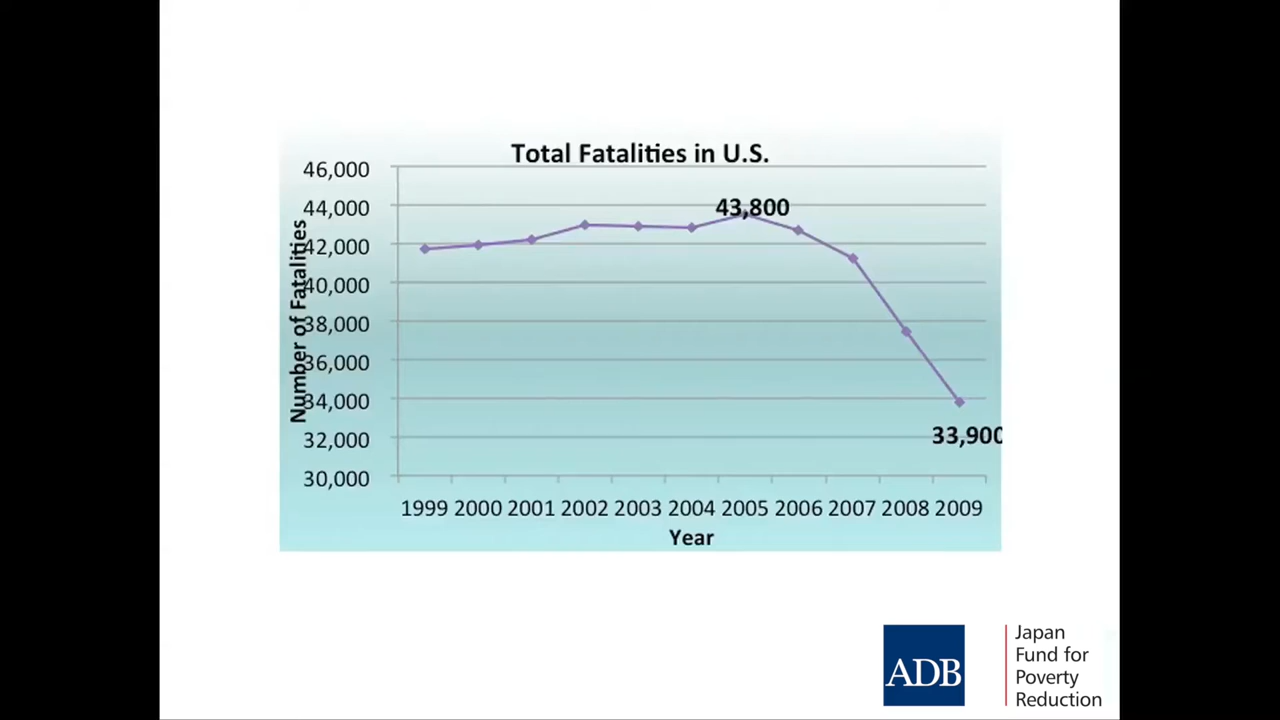 Total Fatalities in U.S.
46,000
44,000
42,000
40,000
38,000
36,000
34,000
32,000
30,000
Number of Fatalities
43,800
33,900
1999 2000 2001 2002 2003 2004 2005 2006 2007 2008 2009
Year
ADB
Japan
Fund for
Poverty
Reduction